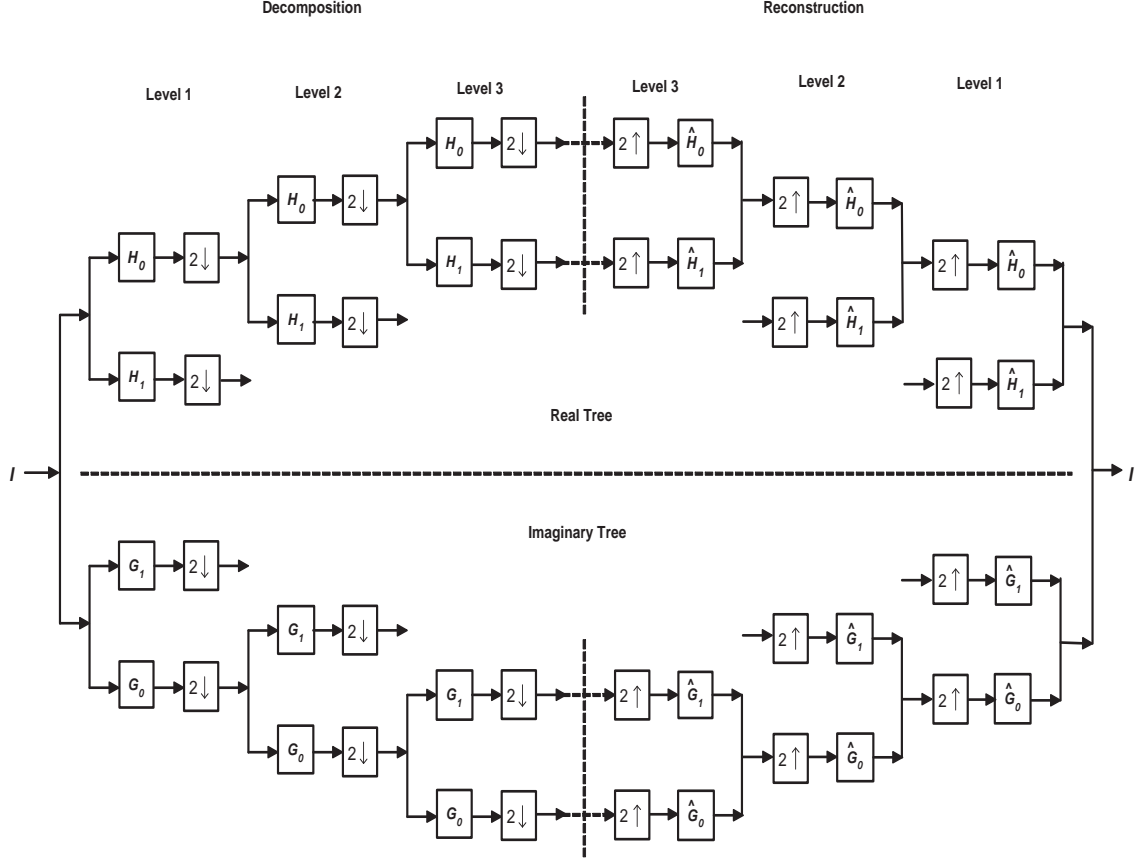 Decomposition Reconstruction
Level 1 Level 2 Level 3 Level 3 Level 2 Level 1
H0 2↓ 2↑ Ĥ0
H0 2↓ 2↑ Ĥ0
H0 2↓ H1 2↓ 2↑ Ĥ1 2↑ Ĥ0
H1 2↓ 2↑ Ĥ1
H1 2↓ 2↑ Ĥ1
Real Tree
I I
Imaginary Tree
G1 2↓ 2↑ Ĝ1
G1 2↓ 2↑ Ĝ1
G0 2↓ G1 2↓ 2↑ Ĝ1 2↑ Ĝ0
G0 2↓ 2↑ Ĝ0
G0 2↓ 2↑ Ĝ0